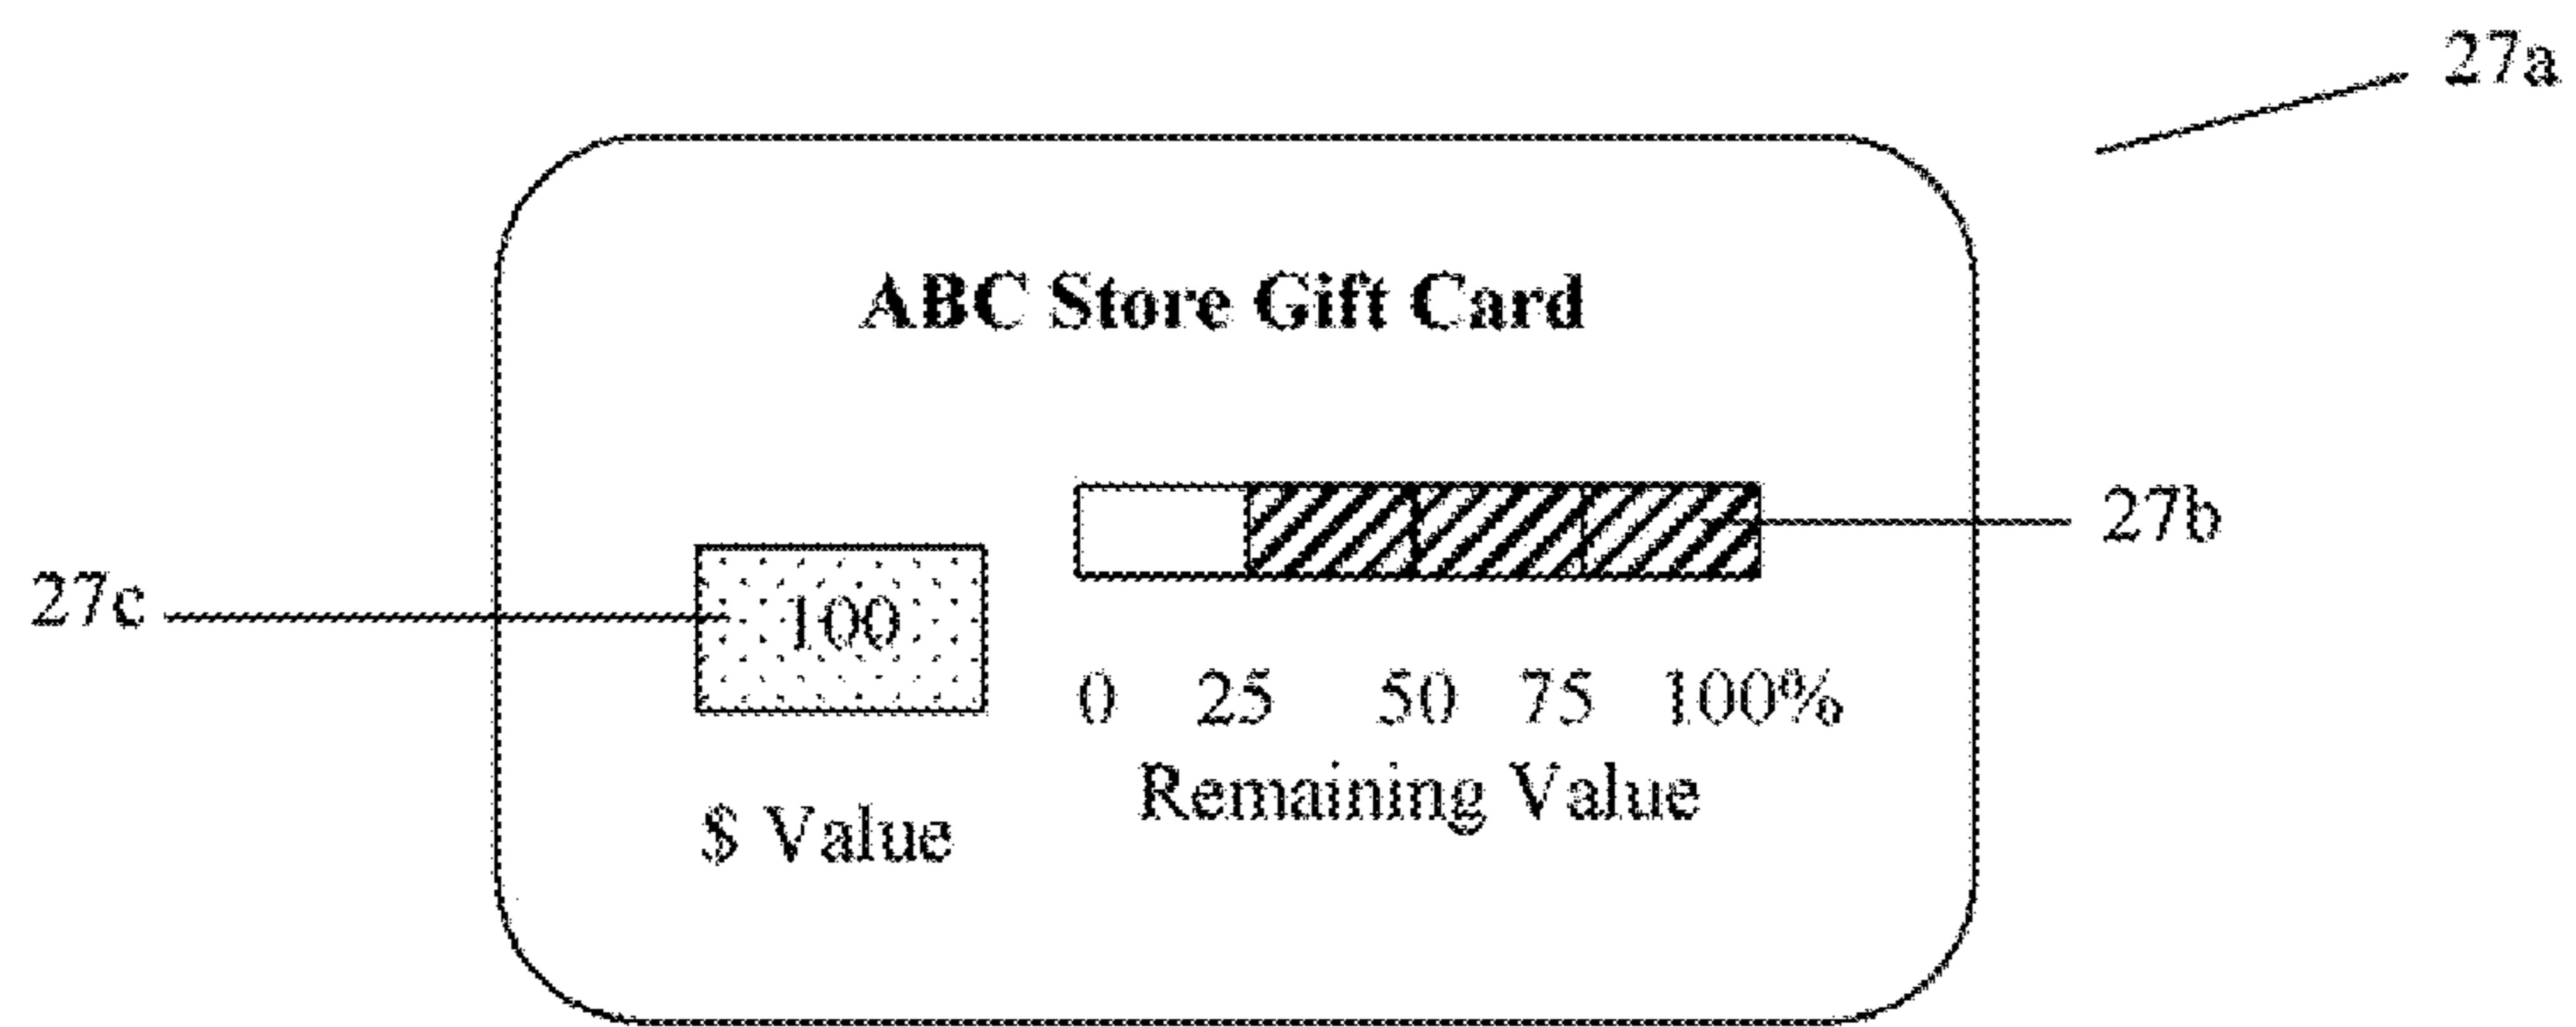 27a
ABC Store Gift Card
27b
27c
100
0 25 50 75 100%
Remaining Value
$ Value